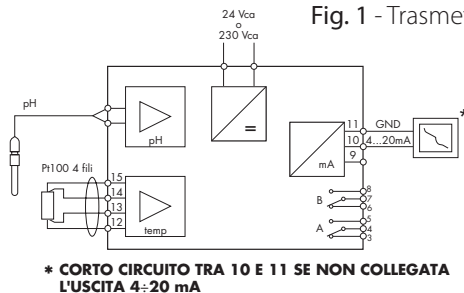 Fig. 1 - Trasme
24 Vca
o
230 Vca
pH
pH
=
11 GND
10 4...20mA
9
mA
*
Pt100 4 fili
15
14
13
12
temp
8
B 7
6
5
A 4
3
* CORTO CIRCUITO TRA 10 E 11 SE NON COLLEGATA
L'USCITA 4÷20 mA